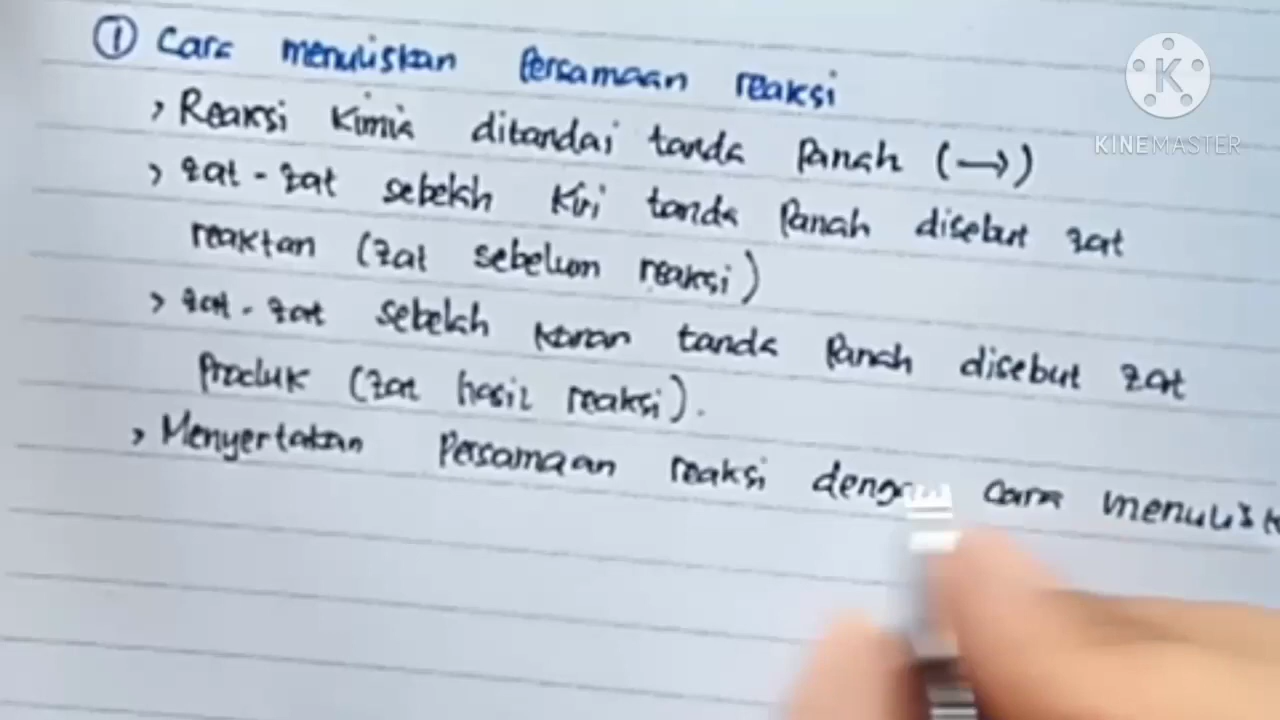 ① Cara menuliskan Persamaan reaksi
> Reaksi Kimia ditandai tanda Panah (→)
> zat-zat sebelah Kiri tanda Panah disebut zat
reaktan (zat sebelum reaksi)
> zat-zat sebelah kanan tanda Panah disebut zat
Produk (zat hasil reaksi).
> Menyertakan Persamaan reaksi dengan cara menulisk
K
KINEMASTER